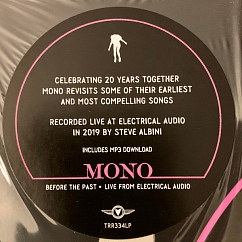 CELEBRATING 20 YEARS TOGETHER
MONO REVISITS SOME OF THEIR EARLIEST
AND MOST COMPELLING SONGS
RECORDED LIVE AT ELECTRICAL AUDIO
IN 2019 BY STEVE ALBINI
INCLUDES MP3 DOWNLOAD
MONO
BEFORE THE PAST • LIVE FROM ELECTRICAL AUDIO
TRR334LP